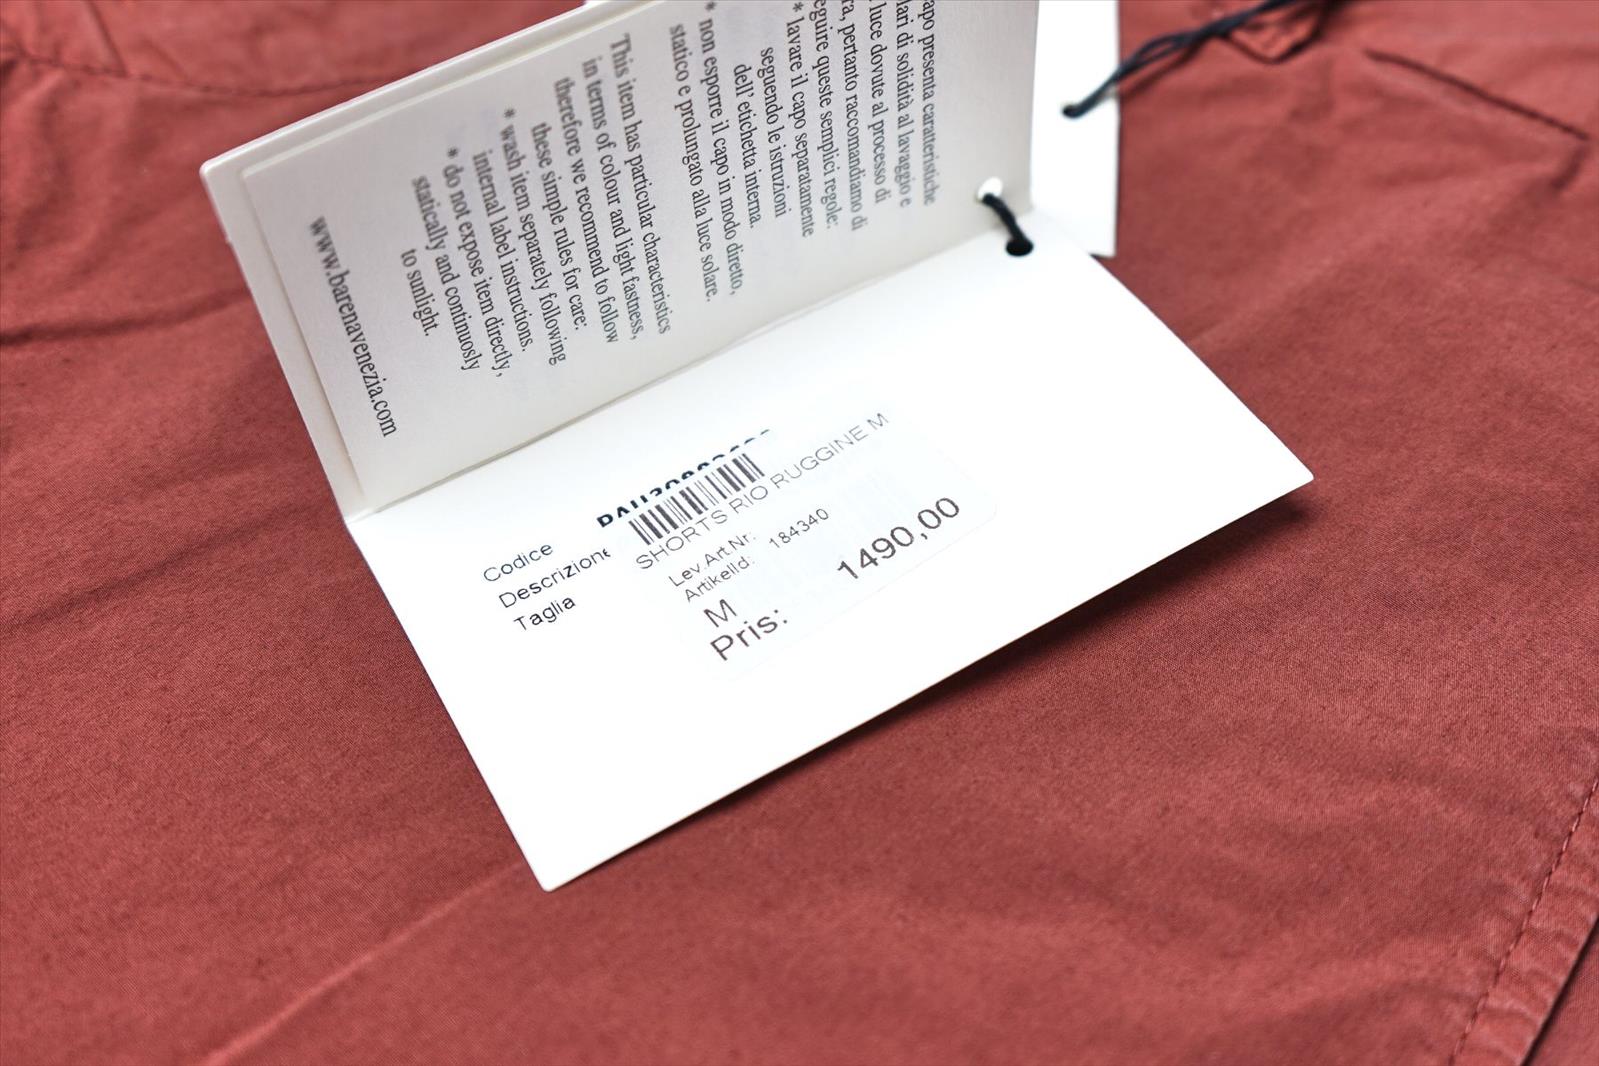 apo presenta caratteristiche
lari di solidità al lavaggio e
luce dovute al processo di
ra, pertanto raccomandiamo di
eguire queste semplici regole:
* lavare il capo separatamente
seguendo le istruzioni
dell' etichetta interna.
* non esporre il capo in modo diretto,
statico e prolungato alla luce solare.
This item has particular characteristics
in terms of colour and light fastness,
therefore we recommend to follow
these simple rules for care:
* wash item separately following
internal label instructions.
* do not expose item directly,
statically and continuosly
to sunlight.
www.barenavenezia.com
Codice
Descrizione
Taglia
SHORTS RIO RUGGINE M
Lev.Art.Nr:
ArtikelId: 184340
M
Pris: 1490,00